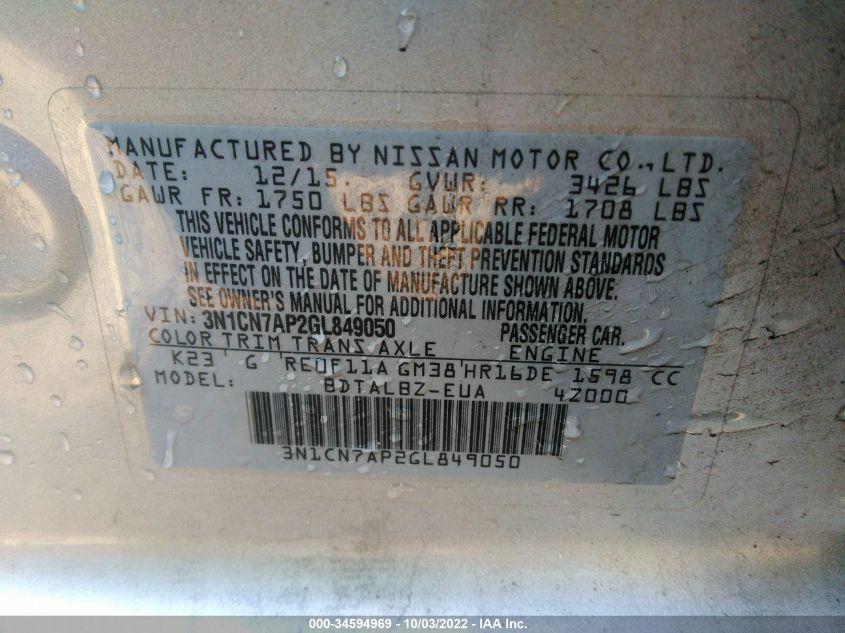 MANUFACTURED BY NISSAN MOTOR CO., LTD.
DATE: 12/15. GVWR: 3426 LBS
GAWR FR: 1750 LBS GAWR RR: 1708 LBS
THIS VEHICLE CONFORMS TO ALL APPLICABLE FEDERAL MOTOR
VEHICLE SAFETY, BUMPER AND THEFT PREVENTION STANDARDS
IN EFFECT ON THE DATE OF MANUFACTURE SHOWN ABOVE.
SEE OWNER'S MANUAL FOR ADDITIONAL INFORMATION.
VIN: 3N1CN7AP2GL849050 PASSENGER CAR.
COLOR TRIM TRANS AXLE ENGINE
K23 G RE0F11A GM38 HR16DE 1598 CC
MODEL: BDTALBZ-EUA 4Z000
3N1CN7AP2GL849050
000-34594969 - 10/03/2022 - IAA Inc.